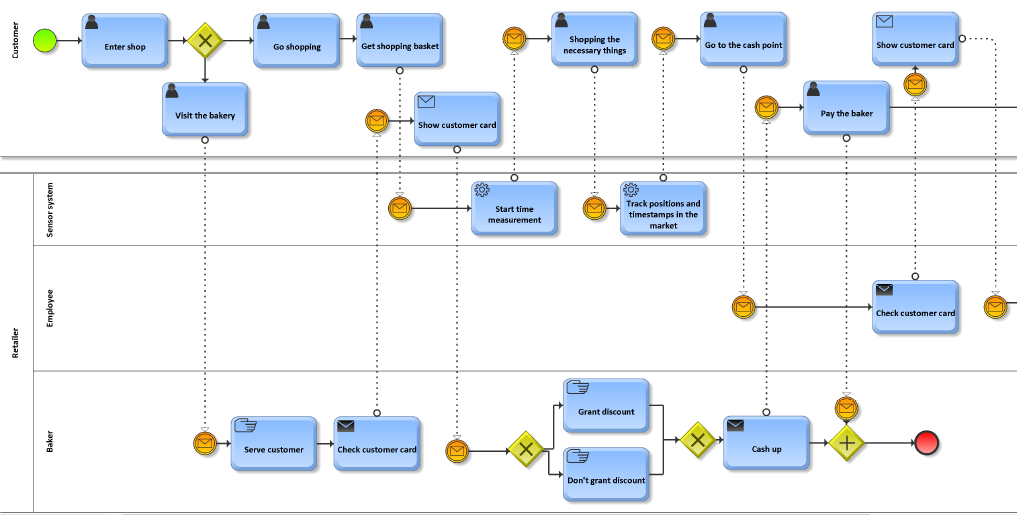 Customer
Enter shop
Go shopping
Get shopping basket
Shopping the
necessary things
Go to the cash point
Show customer card
Visit the bakery
Show customer card
Pay the baker
Retailer
Sensor system
Start time
measurement
Track positions and
timestamps in the
market
Employee
Check customer card
Baker
Serve customer
Check customer card
Grant discount
Don't grant discount
Cash up